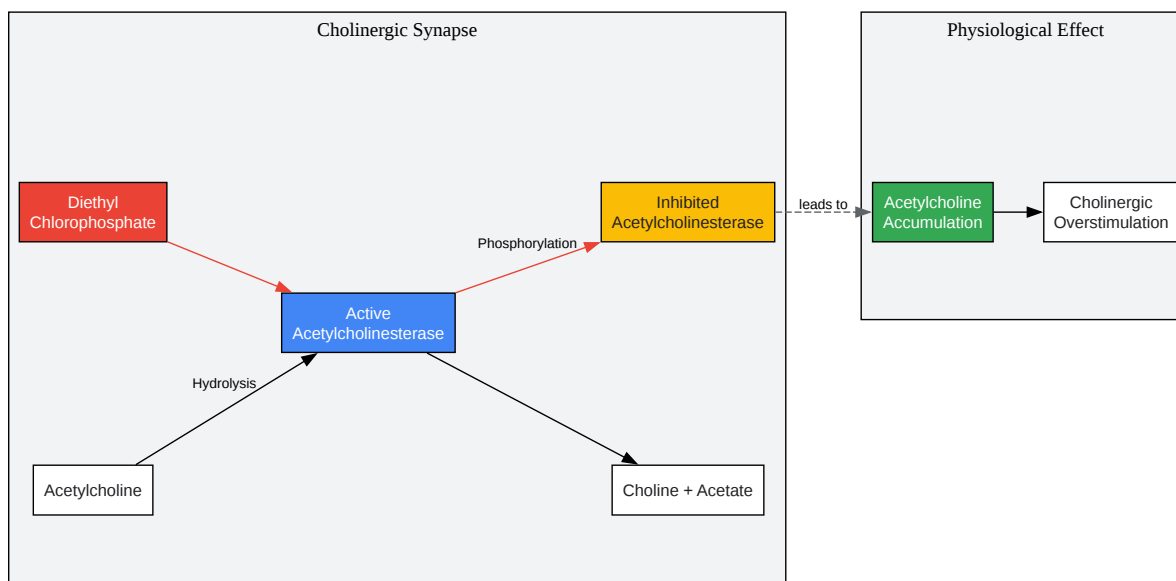 Cholinergic Synapse
Physiological Effect
Diethyl
Chlorophosphate
Inhibited
Acetylcholinesterase
leads to
Acetylcholine
Accumulation
Cholinergic
Overstimulation
Phosphorylation
Active
Acetylcholinesterase
Hydrolysis
Acetylcholine
Choline + Acetate